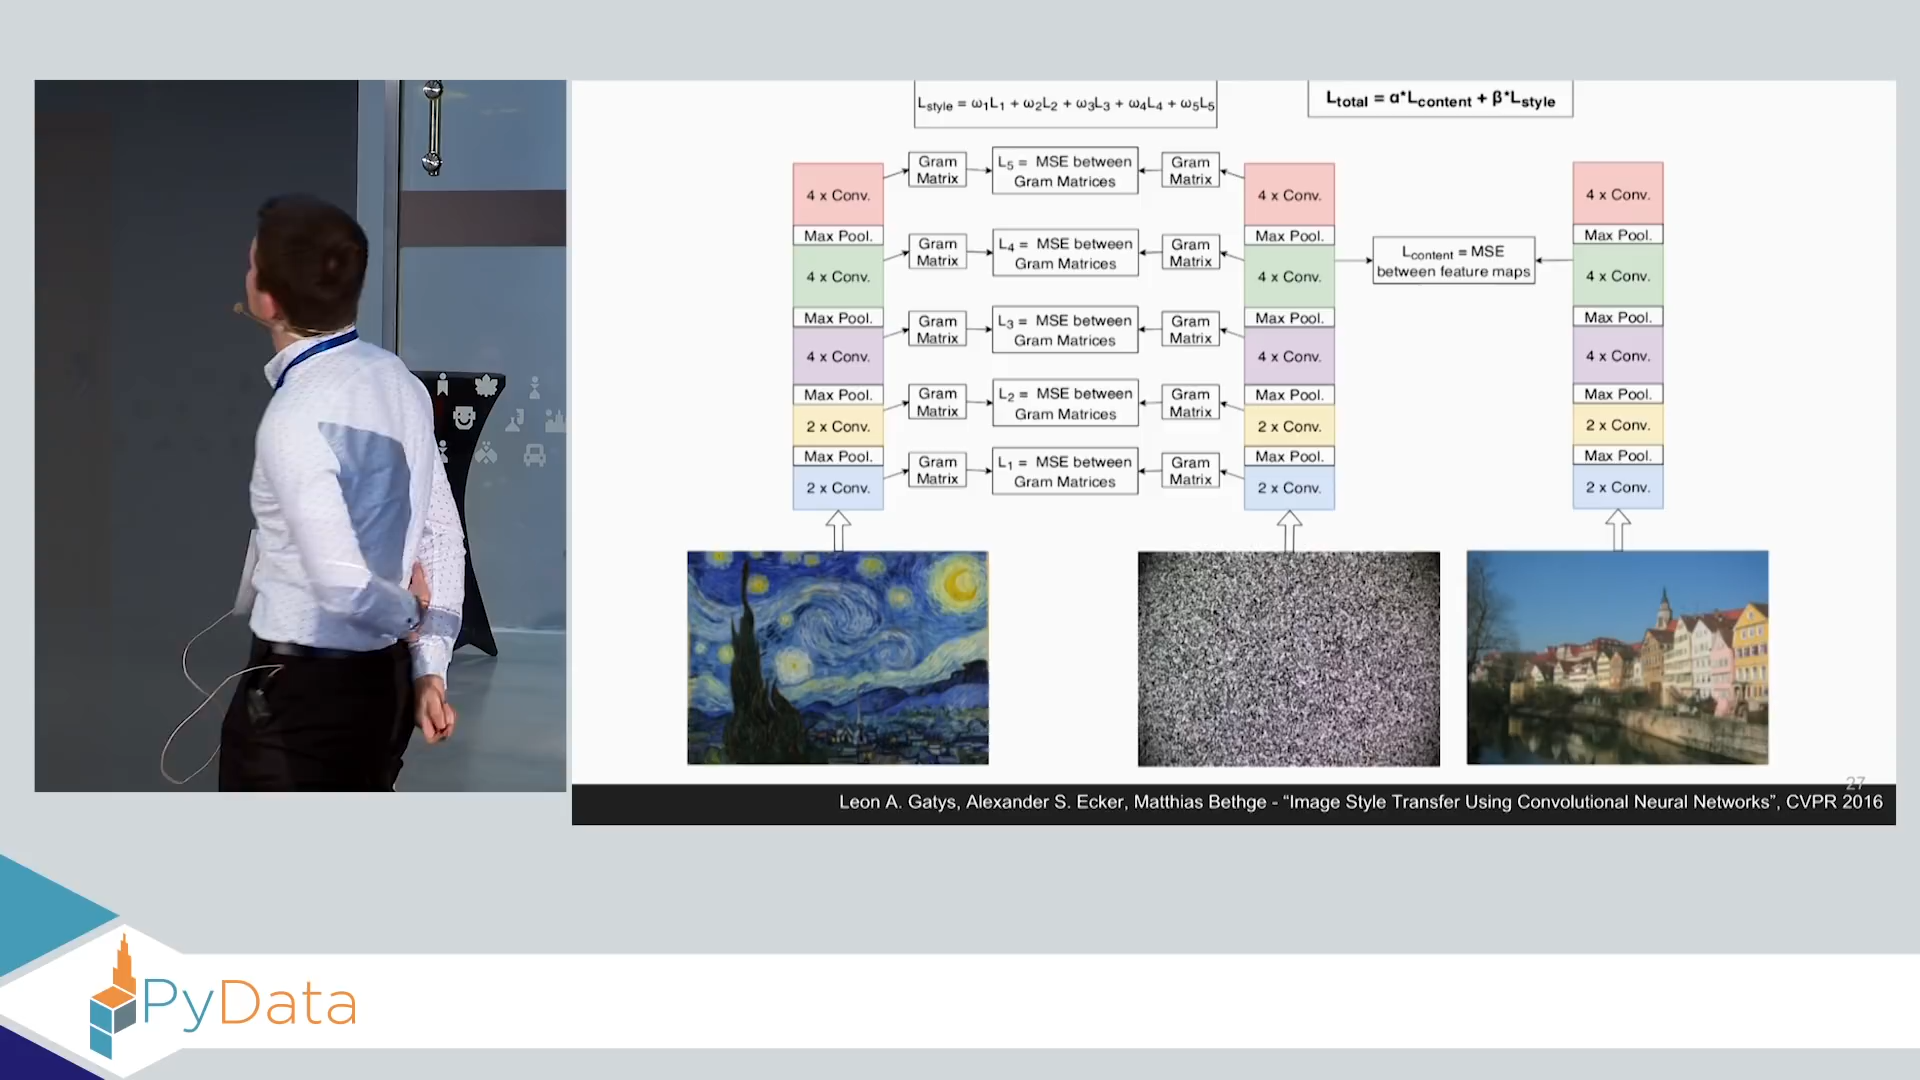 Lstyle = ω1L1 + ω2L2 + ω3L3 + ω4L4 + ω5L5
Ltotal = α*Lcontent + β*Lstyle
4 x Conv.
Gram
Matrix
L5 = MSE between
Gram Matrices
Gram
Matrix
4 x Conv.
4 x Conv.
Max Pool.
Max Pool.
Max Pool.
4 x Conv.
Gram
Matrix
L4 = MSE between
Gram Matrices
Gram
Matrix
4 x Conv.
Lcontent = MSE
between feature maps
4 x Conv.
Max Pool.
Max Pool.
Max Pool.
4 x Conv.
Gram
Matrix
L3 = MSE between
Gram Matrices
Gram
Matrix
4 x Conv.
4 x Conv.
Max Pool.
Max Pool.
Max Pool.
2 x Conv.
Gram
Matrix
L2 = MSE between
Gram Matrices
Gram
Matrix
2 x Conv.
2 x Conv.
Max Pool.
Max Pool.
Max Pool.
2 x Conv.
Gram
Matrix
L1 = MSE between
Gram Matrices
Gram
Matrix
2 x Conv.
2 x Conv.
27
Leon A. Gatys, Alexander S. Ecker, Matthias Bethge - “Image Style Transfer Using Convolutional Neural Networks”, CVPR 2016
PyData